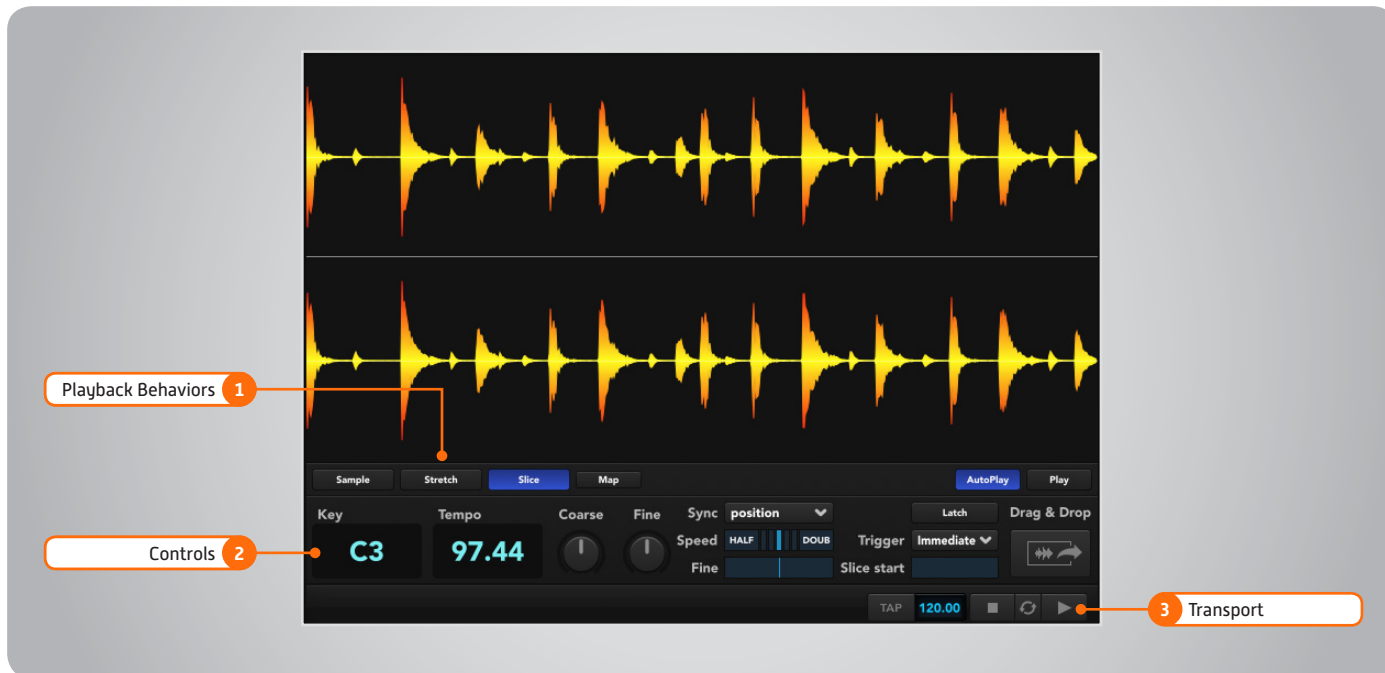 Playback Behaviors 1
Sample Stretch Slice Map AutoPlay Play
Key Tempo Coarse Fine Sync position Latch Drag & Drop
C3 97.44 Speed HALF DOUB Trigger Immediate
Fine Slice start
Controls 2
TAP 120.00
3 Transport